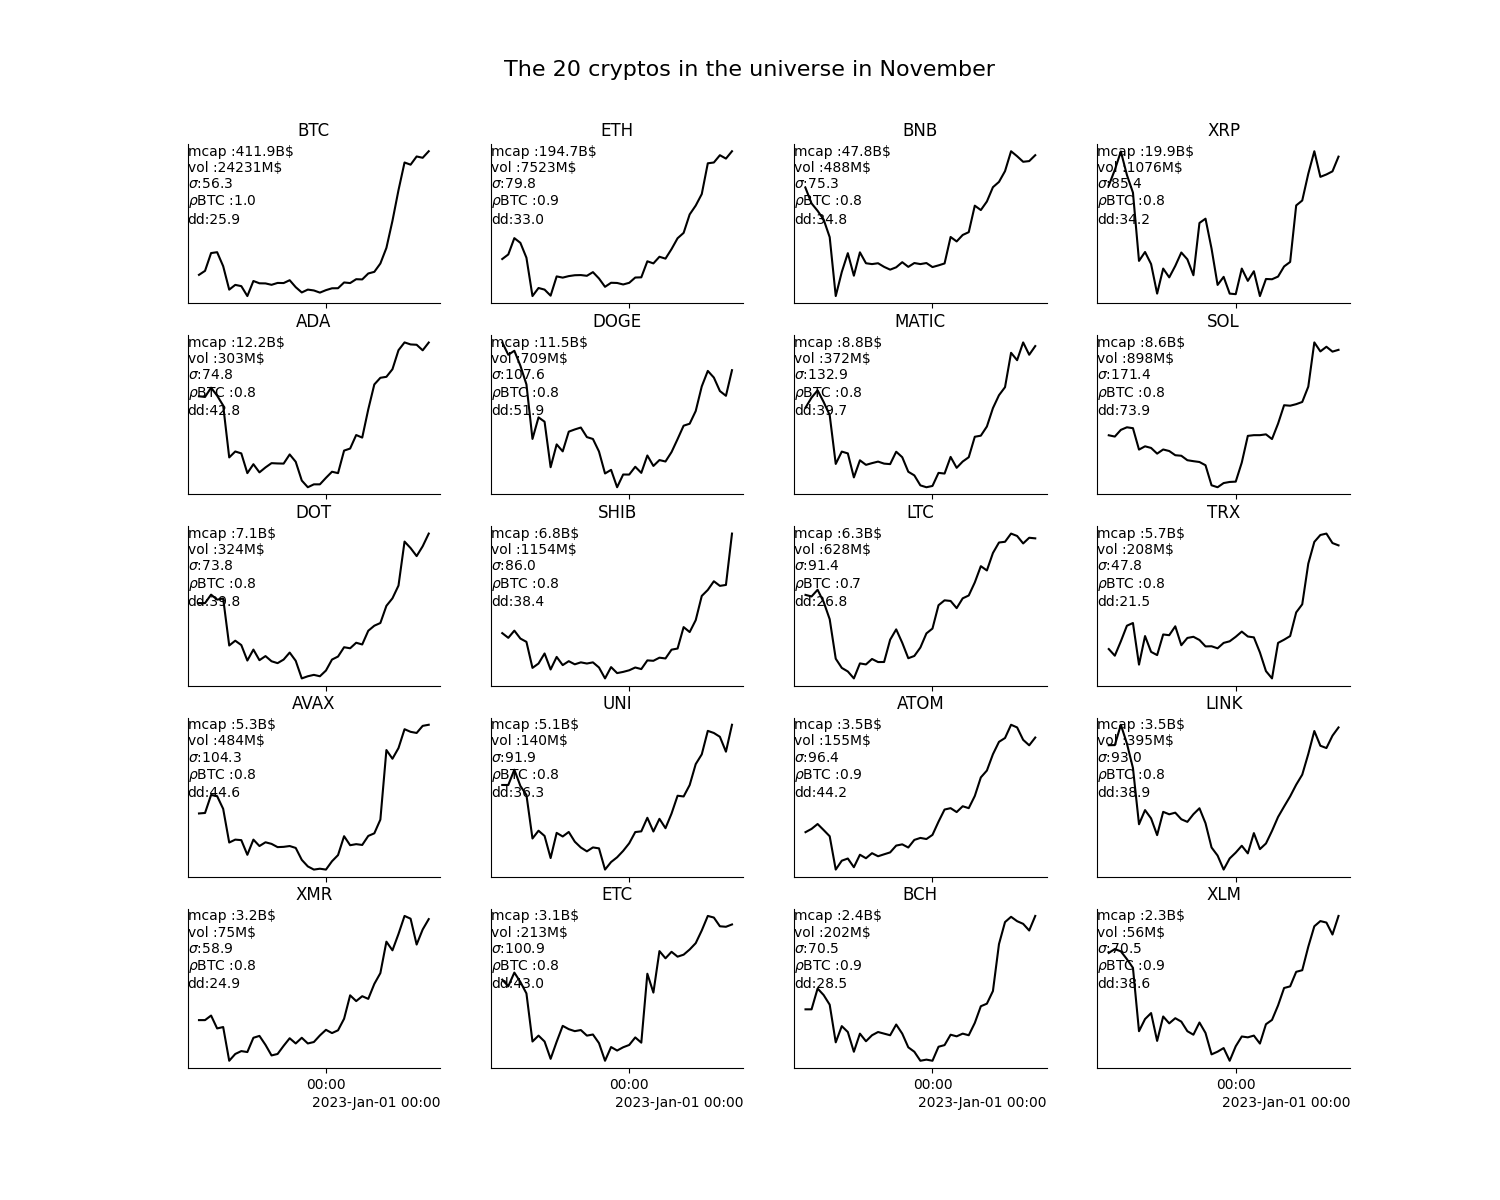 The 20 cryptos in the universe in November
BTC
mcap :411.9B$
vol :24231M$
σ:56.3
ρBTC :1.0
dd:25.9
ETH
mcap :194.7B$
vol :7523M$
σ:79.8
ρBTC :0.9
dd:33.0
BNB
mcap :47.8B$
vol :488M$
σ:75.3
ρBTC :0.8
dd:34.8
XRP
mcap :19.9B$
vol :1076M$
σ:85.4
ρBTC :0.8
dd:34.2
ADA
mcap :12.2B$
vol :303M$
σ:74.8
ρBTC :0.8
dd:42.8
DOGE
mcap :11.5B$
vol :709M$
σ:107.6
ρBTC :0.8
dd:51.9
MATIC
mcap :8.8B$
vol :372M$
σ:132.9
ρBTC :0.8
dd:39.7
SOL
mcap :8.6B$
vol :898M$
σ:171.4
ρBTC :0.8
dd:73.9
DOT
mcap :7.1B$
vol :324M$
σ:73.8
ρBTC :0.8
dd:39.8
SHIB
mcap :6.8B$
vol :1154M$
σ:86.0
ρBTC :0.8
dd:38.4
LTC
mcap :6.3B$
vol :628M$
σ:91.4
ρBTC :0.7
dd:26.8
TRX
mcap :5.7B$
vol :208M$
σ:47.8
ρBTC :0.8
dd:21.5
AVAX
mcap :5.3B$
vol :484M$
σ:104.3
ρBTC :0.8
dd:44.6
UNI
mcap :5.1B$
vol :140M$
σ:91.9
ρBTC :0.8
dd:36.3
ATOM
mcap :3.5B$
vol :155M$
σ:96.4
ρBTC :0.9
dd:44.2
LINK
mcap :3.5B$
vol :395M$
σ:93.0
ρBTC :0.8
dd:38.9
XMR
mcap :3.2B$
vol :75M$
σ:58.9
ρBTC :0.8
dd:24.9
00:00
2023-Jan-01 00:00
ETC
mcap :3.1B$
vol :213M$
σ:100.9
ρBTC :0.8
dd:43.0
00:00
2023-Jan-01 00:00
BCH
mcap :2.4B$
vol :202M$
σ:70.5
ρBTC :0.9
dd:28.5
00:00
2023-Jan-01 00:00
XLM
mcap :2.3B$
vol :56M$
σ:70.5
ρBTC :0.9
dd:38.6
00:00
2023-Jan-01 00:00